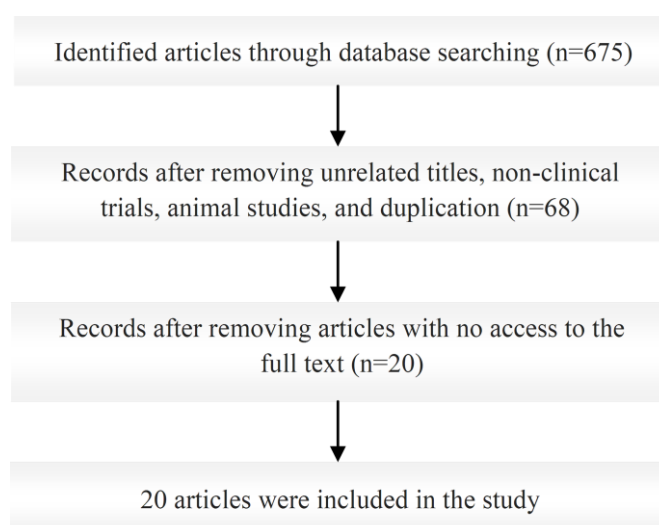 Identified articles through database searching (n=675)
Records after removing unrelated titles, non-clinical
trials, animal studies, and duplication (n=68)
Records after removing articles with no access to the
full text (n=20)
20 articles were included in the study